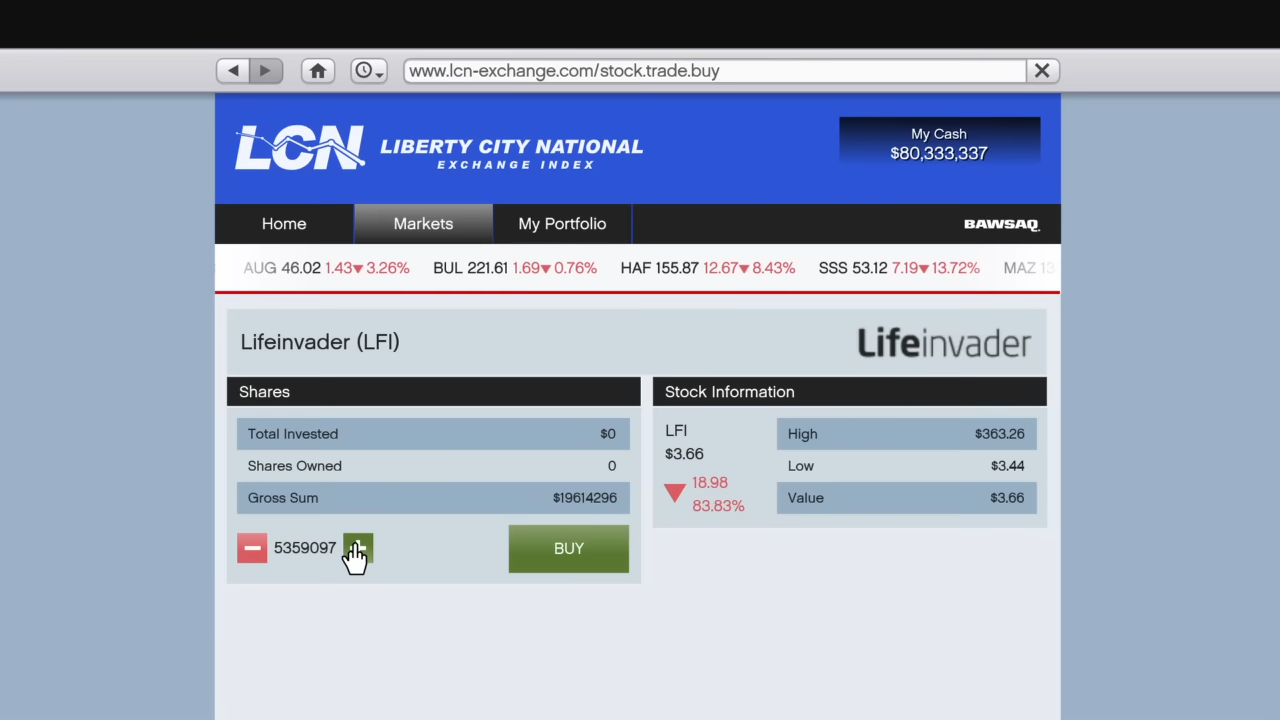 www.lcn-exchange.com/stock.trade.buy
LCN LIBERTY CITY NATIONAL
EXCHANGE INDEX
My Cash
$80,333,337
Home Markets My Portfolio BAWSAQ
AUG 46.02 1.43▼3.26% BUL 221.61 1.69▼0.76% HAF 155.87 12.67▼8.43% SSS 53.12 7.19▼13.72% MAZ 13
Lifeinvader (LFI) Lifeinvader
Shares
Total Invested $0
Shares Owned 0
Gross Sum $19614296
5359097 BUY
Stock Information
LFI
$3.66
18.98
83.83%
High $363.26
Low $3.44
Value $3.66